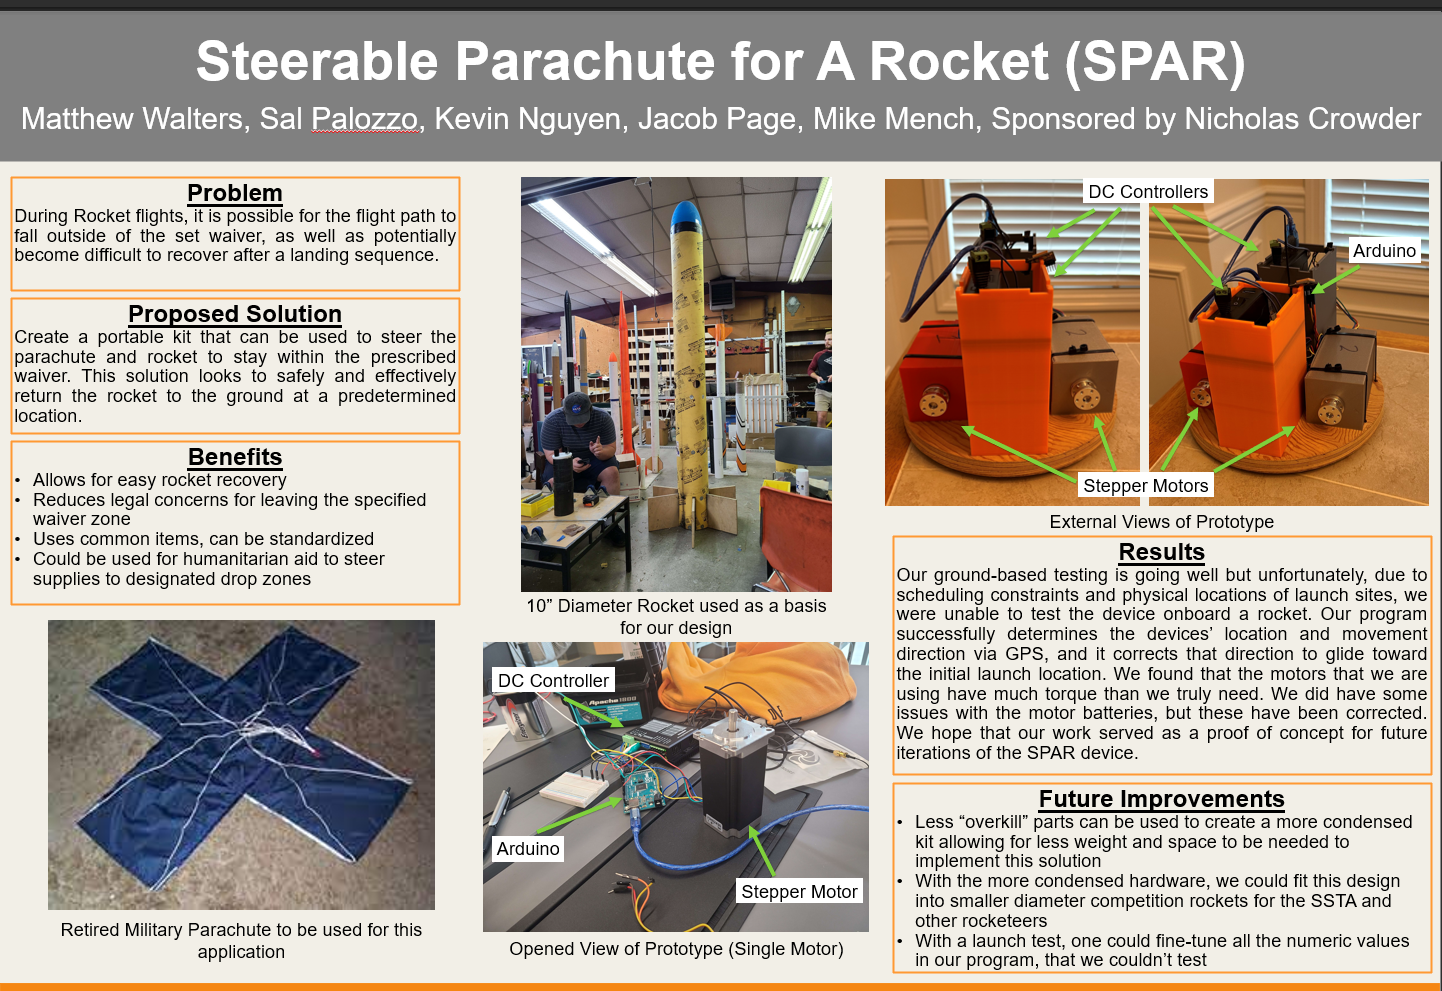 Steerable Parachute for A Rocket (SPAR)
Matthew Walters, Sal Palozzo, Kevin Nguyen, Jacob Page, Mike Mench, Sponsored by Nicholas Crowder
Problem
During Rocket flights, it is possible for the flight path to
fall outside of the set waiver, as well as potentially
become difficult to recover after a landing sequence.
Proposed Solution
Create a portable kit that can be used to steer the
parachute and rocket to stay within the prescribed
waiver. This solution looks to safely and effectively
return the rocket to the ground at a predetermined
location.
Benefits
• Allows for easy rocket recovery
• Reduces legal concerns for leaving the specified
waiver zone
• Uses common items, can be standardized
• Could be used for humanitarian aid to steer
supplies to designated drop zones
Retired Military Parachute to be used for this
application
10” Diameter Rocket used as a basis
for our design
DC Controller
Apache 1800
Arduino
Stepper Motor
Opened View of Prototype (Single Motor)
DC Controllers
Arduino
Stepper Motors
External Views of Prototype
Results
Our ground-based testing is going well but unfortunately, due to
scheduling constraints and physical locations of launch sites, we
were unable to test the device onboard a rocket. Our program
successfully determines the devices’ location and movement
direction via GPS, and it corrects that direction to glide toward
the initial launch location. We found that the motors that we are
using have much torque than we truly need. We did have some
issues with the motor batteries, but these have been corrected.
We hope that our work served as a proof of concept for future
iterations of the SPAR device.
Future Improvements
• Less “overkill” parts can be used to create a more condensed
kit allowing for less weight and space to be needed to
implement this solution
• With the more condensed hardware, we could fit this design
into smaller diameter competition rockets for the SSTA and
other rocketeers
• With a launch test, one could fine-tune all the numeric values
in our program, that we couldn’t test